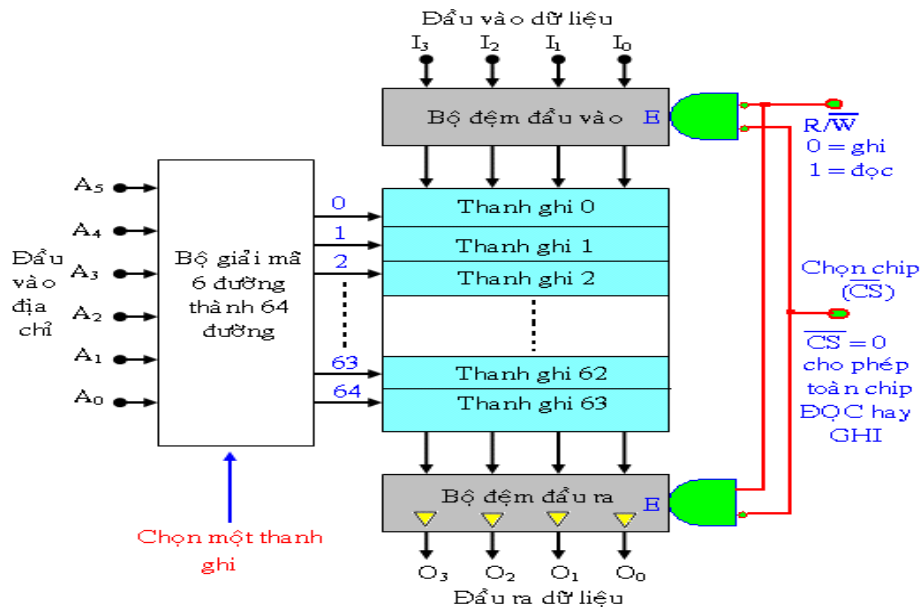 Đầu vào dữ liệu
I3 I2 I1 I0
Bộ đệm đầu vào E
R/W̅
0 = ghi
1 = đọc
A5
A4
A3
A2
A1
A0
Đầu
vào
địa
chỉ
Bộ giải mã
6 đường
thành 64
đường
0
1
2
63
64
Thanh ghi 0
Thanh ghi 1
Thanh ghi 2
Thanh ghi 62
Thanh ghi 63
Chọn chip
(C̅S̅)
C̅S̅ = 0
cho phép
toàn chip
ĐỌC hay
GHI
Bộ đệm đầu ra E
Chọn một thanh
ghi
O3 O2 O1 O0
Đầu ra dữ liệu